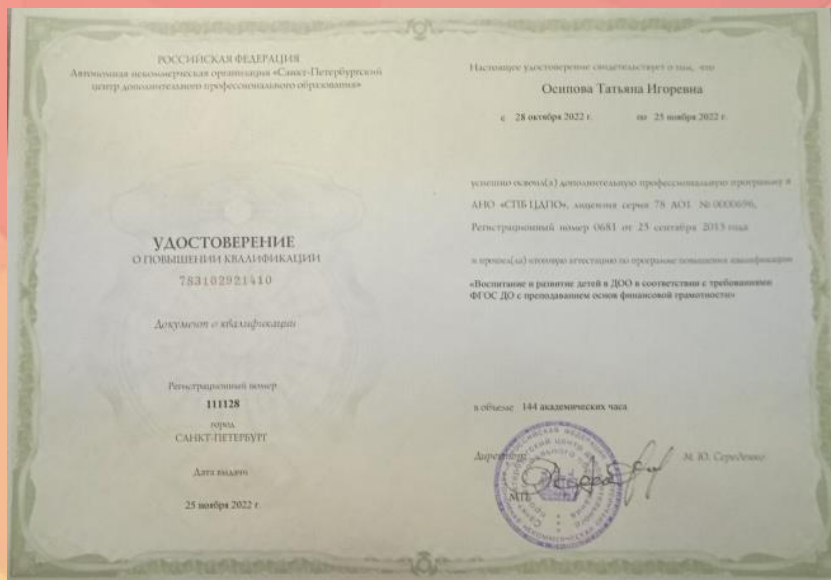 РОССИЙСКАЯ ФЕДЕРАЦИЯ
Автономная некоммерческая организация «Санкт-Петербургский
центр дополнительного профессионального образования»
УДОСТОВЕРЕНИЕ
О ПОВЫШЕНИИ КВАЛИФИКАЦИИ
783102921410
Документ о квалификации
Регистрационный номер
111128
город
САНКТ-ПЕТЕРБУРГ
Дата выдачи
25 ноября 2022 г.
Настоящее удостоверение свидетельствует о том, что
Осипова Татьяна Игоревна
с 28 октября 2022 г. по 25 ноября 2022 г.
успешно освоил(а) дополнительную профессиональную программу в
АНО «СПБ ЦДПО», лицензия серия 78 ЛО1 № 0000696,
Регистрационный номер 0681 от 23 сентября 2013 года
и прошел(ла) итоговую аттестацию по программе повышения квалификации
«Воспитание и развитие детей в ДОО в соответствии с требованиями
ФГОС ДО с преподаванием основ финансовой грамотности»
в объеме 144 академических часа
Директор М. Ю. Середенко
МП